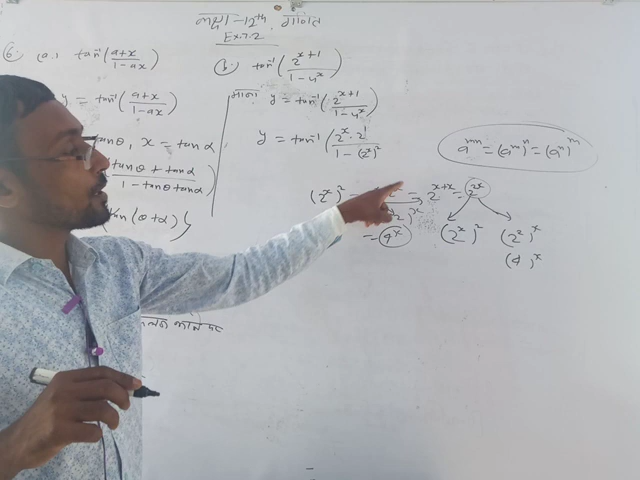 कक्षा-12th, गणित
Ex.7.2
6. (a.) tan⁻¹(a+x/1-ax)
y = tan⁻¹(a+x/1-ax)
tanθ, x = tanα
tanθ + tanα/1-tanθ tanα
tan(θ+α)
(b). tan⁻¹(2^(x+1)/1-4^x)
माना y = tan⁻¹(2^(x+1)/1-4^x)
y = tan⁻¹(2^x·2/1-(2^x)²)
a^mn = (a^m)^n = (a^n)^m
(2^x)² = = 2^(x+x) = 2^2x
= 4^x (2^x)² (2²)^x
(4)^x